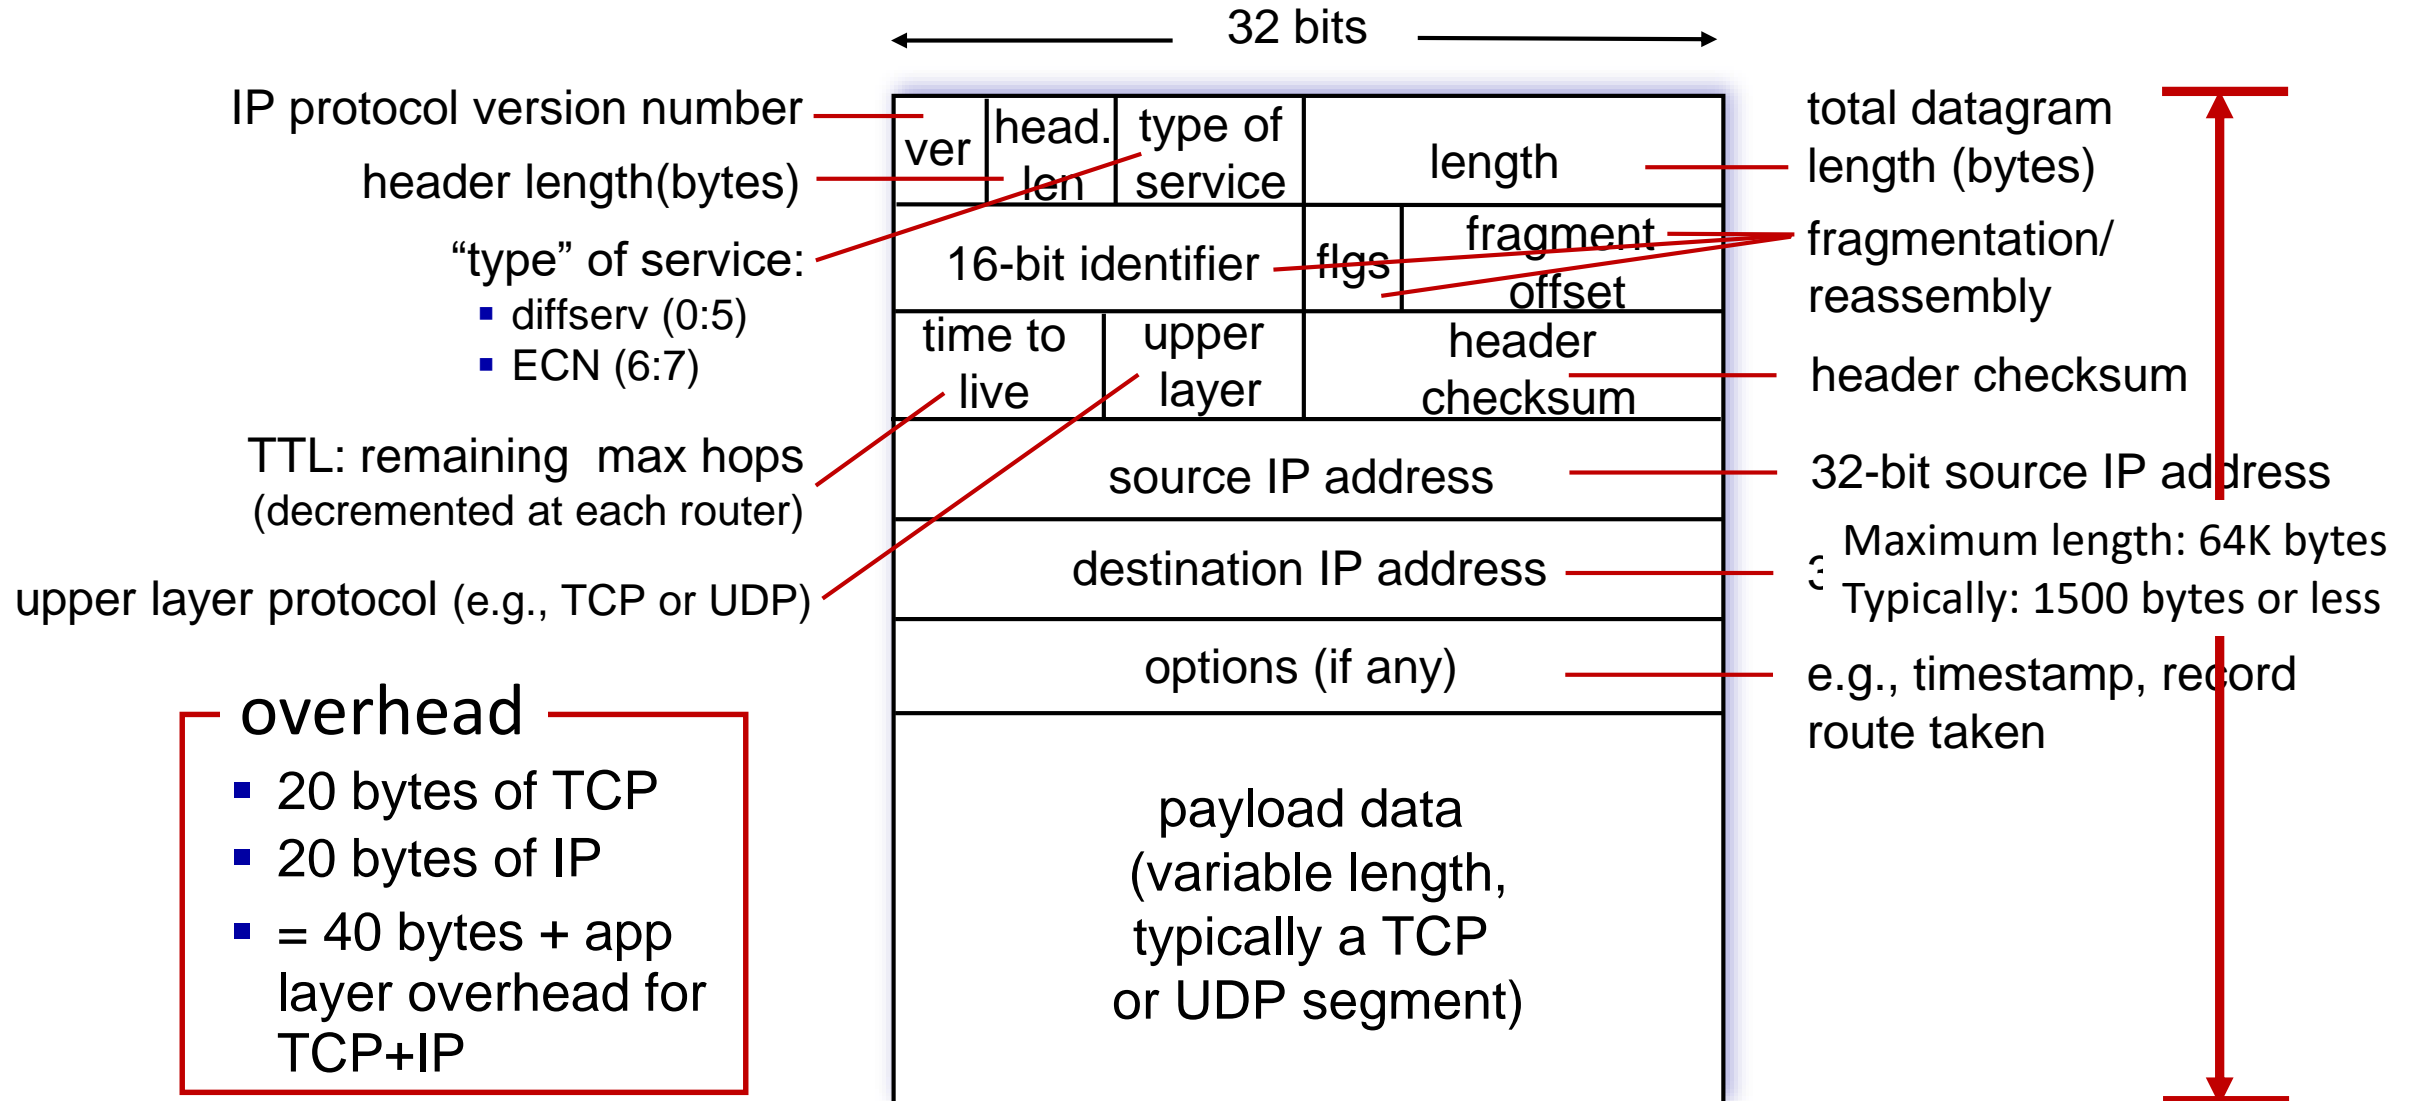 32 bits
IP protocol version number
header length(bytes)
“type” of service:
▪ diffserv (0:5)
▪ ECN (6:7)
TTL: remaining max hops
(decremented at each router)
upper layer protocol (e.g., TCP or UDP)
overhead
▪ 20 bytes of TCP
▪ 20 bytes of IP
▪ = 40 bytes + app
layer overhead for
TCP+IP
ver
head.
len
type of
service
length
16-bit identifier
flgs
fragment
offset
time to
live
upper
layer
header
checksum
source IP address
destination IP address
options (if any)
payload data
(variable length,
typically a TCP
or UDP segment)
total datagram
length (bytes)
fragmentation/
reassembly
header checksum
32-bit source IP address
Maximum length: 64K bytes
Typically: 1500 bytes or less
e.g., timestamp, record
route taken